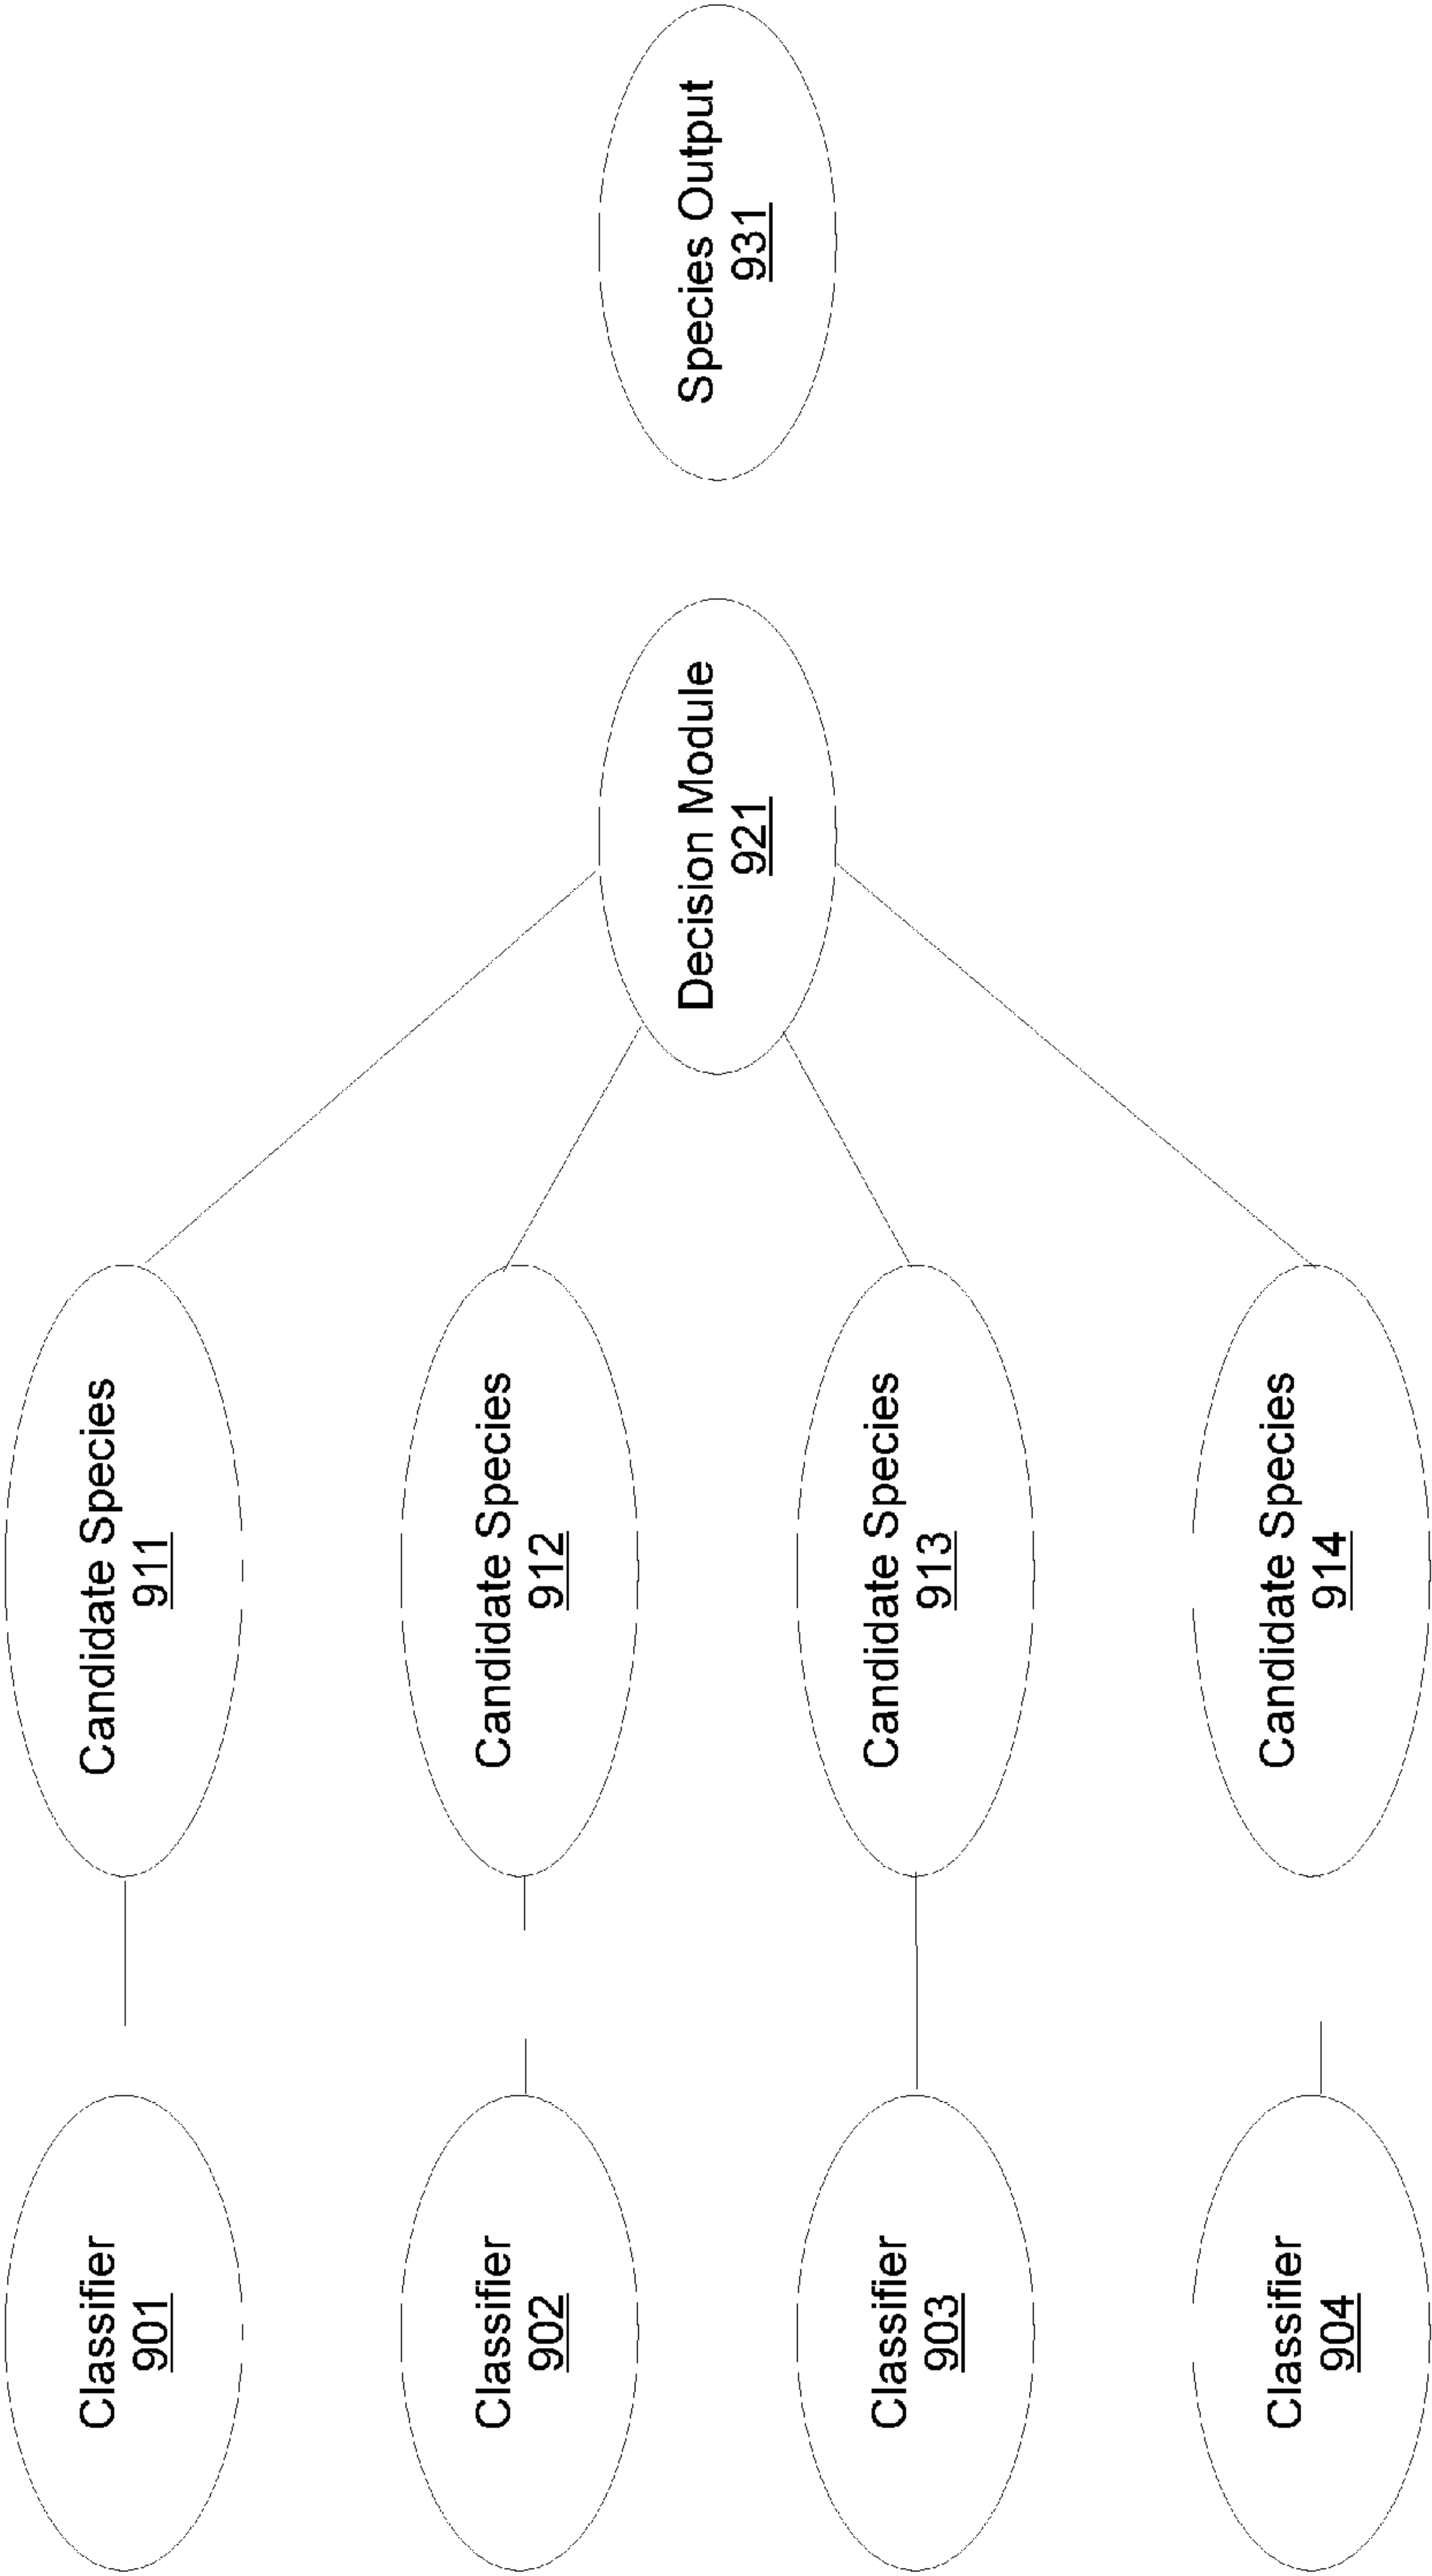 Classifier
901
Candidate Species
911
Classifier
902
Candidate Species
912
Classifier
903
Candidate Species
913
Classifier
904
Candidate Species
914
Decision Module
921
Species Output
931